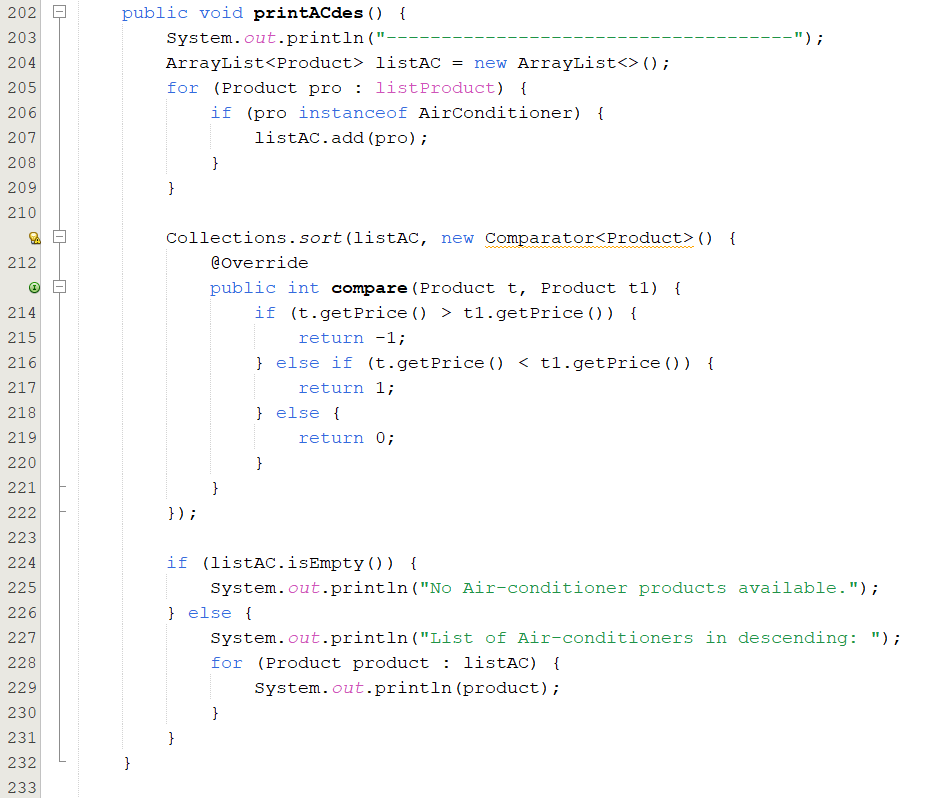 202 public void printACdes() {
203 System.out.println("-------------------------------------");
204 ArrayList<Product> listAC = new ArrayList<>();
205 for (Product pro : listProduct) {
206 if (pro instanceof AirConditioner) {
207 listAC.add(pro);
208 }
209 }
210
Collections.sort(listAC, new Comparator<Product>() {
212 @Override
public int compare(Product t, Product t1) {
214 if (t.getPrice() > t1.getPrice()) {
215 return -1;
216 } else if (t.getPrice() < t1.getPrice()) {
217 return 1;
218 } else {
219 return 0;
220 }
221 }
222 });
223
224 if (listAC.isEmpty()) {
225 System.out.println("No Air-conditioner products available.");
226 } else {
227 System.out.println("List of Air-conditioners in descending: ");
228 for (Product product : listAC) {
229 System.out.println(product);
230 }
231 }
232 }
233